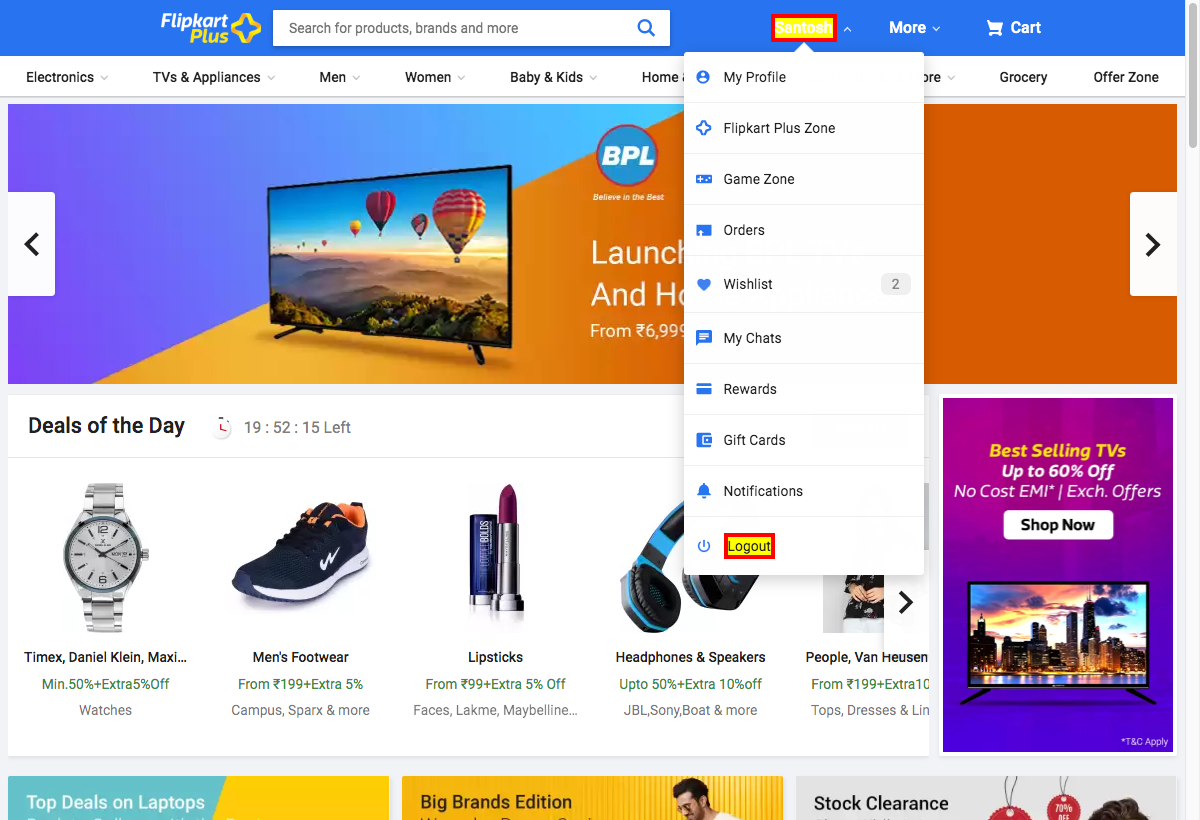 Flipkart
Plus
Search for products, brands and more
Santosh
More
Cart
Electronics
TVs & Appliances
Men
Women
Baby & Kids
Home
Grocery
Offer Zone
My Profile
Flipkart Plus Zone
Game Zone
Orders
Wishlist
2
My Chats
Rewards
Gift Cards
Notifications
Logout
BPL
Believe in the Best
And
From ₹6,999
Deals of the Day
19 : 52 : 15 Left
Timex, Daniel Klein, Maxi...
Min.50%+Extra5%Off
Watches
Men's Footwear
From ₹199+Extra 5%
Campus, Sparx & more
Lipsticks
From ₹99+Extra 5% Off
Faces, Lakme, Maybelline...
Headphones & Speakers
Upto 50%+Extra 10%off
JBL,Sony,Boat & more
People, Van Heusen
From ₹199+Extra10
Tops, Dresses &
Best Selling TVs
Up to 60% Off
No Cost EMI* | Exch. Offers
Shop Now
*T&C Apply
Top Deals on Laptops
Big Brands Edition
Stock Clearance
70%
OFF